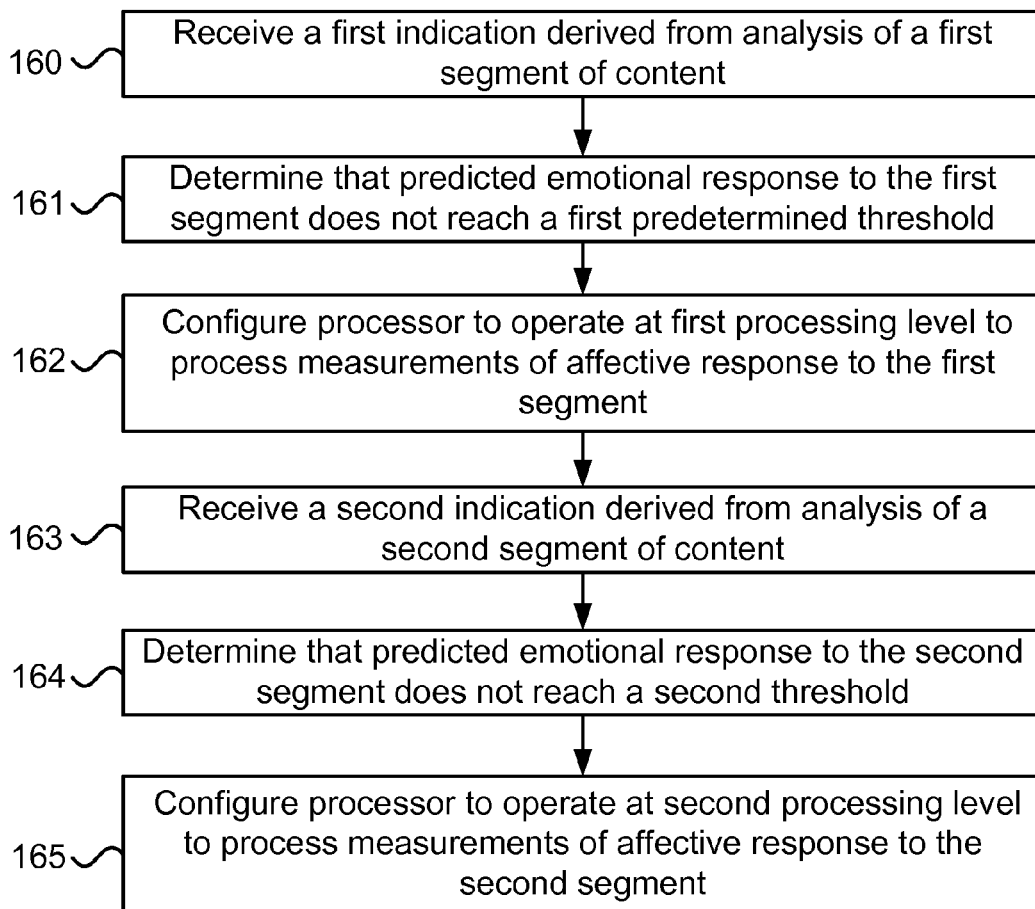 Receive a first indication derived from analysis of a first
segment of content
160
Determine that predicted emotional response to the first
segment does not reach a first predetermined threshold
161
Configure processor to operate at first processing level to
process measurements of affective response to the first
segment
162
Receive a second indication derived from analysis of a
second segment of content
163
Determine that predicted emotional response to the second
segment does not reach a second threshold
164
Configure processor to operate at second processing level
to process measurements of affective response to the
second segment
165